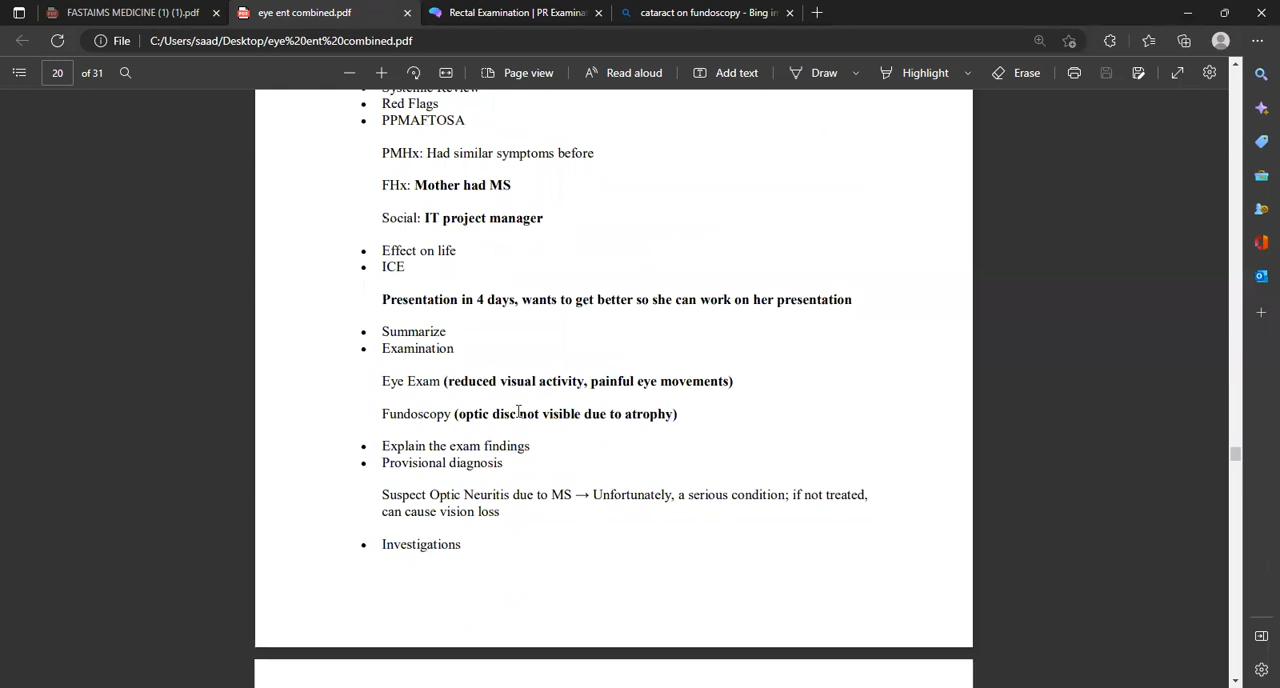 FASTAIMS MEDICINE (1) (1).pdf
eye ent combined.pdf
Rectal Examination | PR Examina
cataract on fundoscopy - Bing in
File
C:/Users/saad/Desktop/eye%20ent%20combined.pdf
20 of 31
Page view
Read aloud
Add text
Draw
Highlight
Erase
• Systemic Review
• Red Flags
• PPMAFTOSA
PMHx: Had similar symptoms before
FHx: Mother had MS
Social: IT project manager
• Effect on life
• ICE
Presentation in 4 days, wants to get better so she can work on her presentation
• Summarize
• Examination
Eye Exam (reduced visual activity, painful eye movements)
Fundoscopy (optic disc not visible due to atrophy)
• Explain the exam findings
• Provisional diagnosis
Suspect Optic Neuritis due to MS → Unfortunately, a serious condition; if not treated,
can cause vision loss
• Investigations